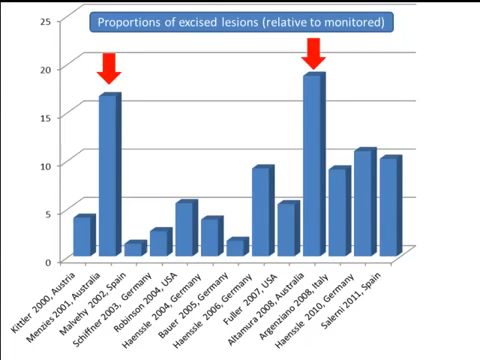 Proportions of excised lesions (relative to monitored)
25
20
15
10
5
0
Kittler 2000, Austria
Menzies 2001, Australia
Malvehy 2002, Spain
Schiffner 2003, Germany
Robinson 2004, USA
Haenssle 2004, Germany
Bauer 2005, Germany
Haenssle 2006, Germany
Fuller 2007, USA
Altamura 2008, Australia
Argenziano 2008, Italy
Haenssle 2010, Germany
Salerni 2011, Spain